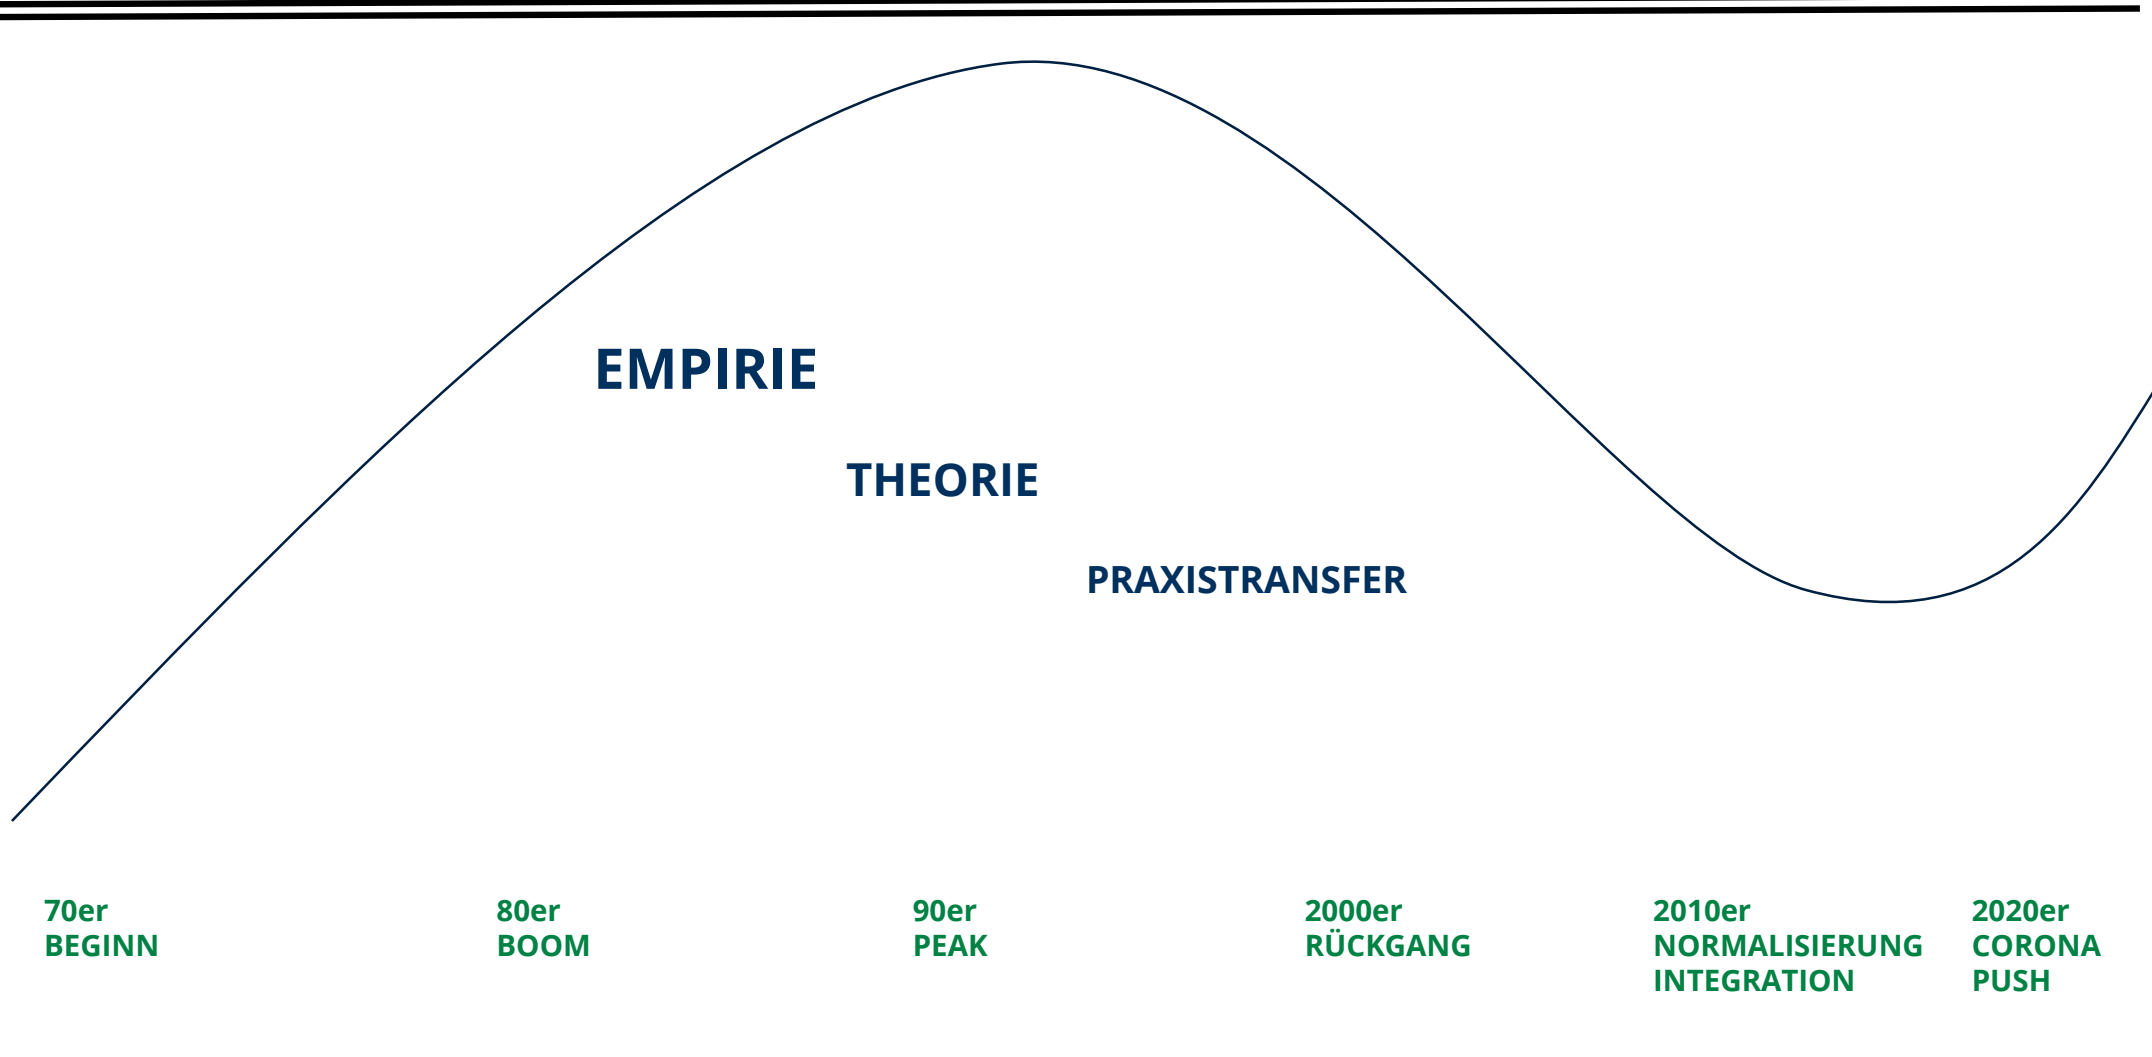 EMPIRIE
THEORIE
PRAXISTRANSFER
70er
BEGINN
80er
BOOM
90er
PEAK
2000er
RÜCKGANG
2010er
NORMALISIERUNG
INTEGRATION
2020er
CORONA
PUSH